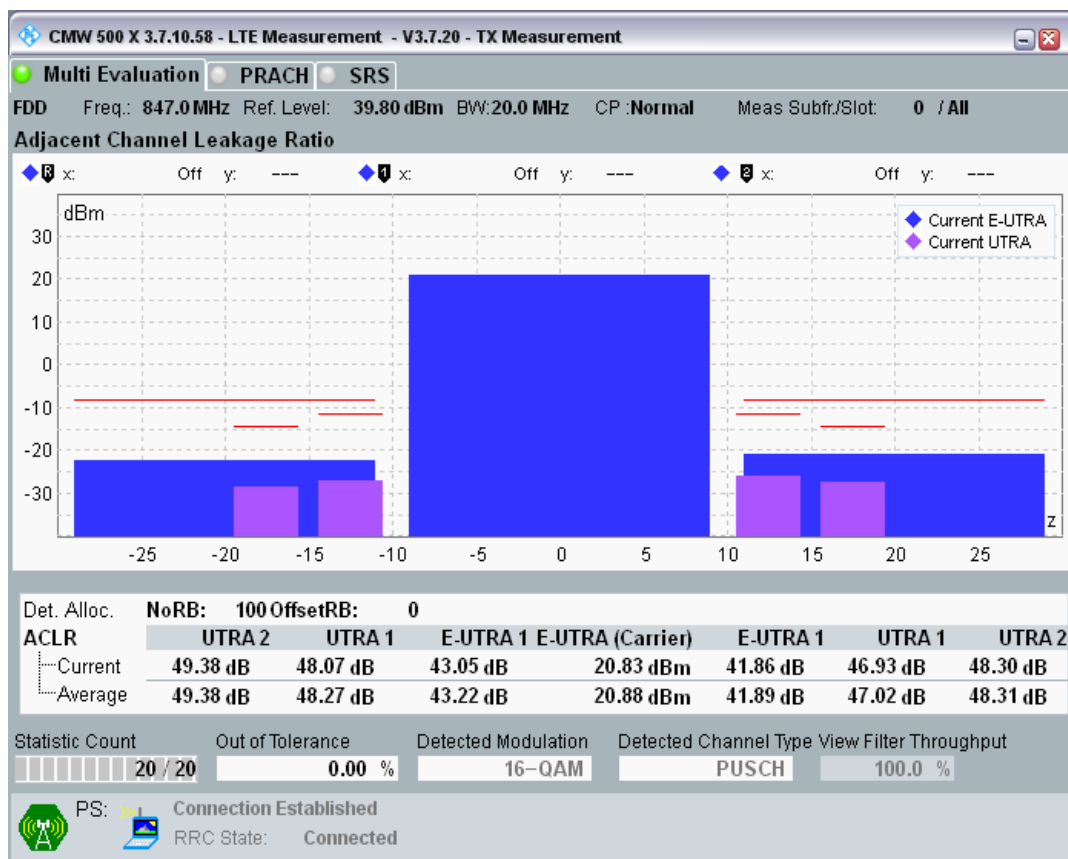 CMW 500 X 3.7.10.58 - LTE Measurement - V3.7.20 - TX Measurement
Multi Evaluation PRACH SRS
FDD Freq.: 847.0 MHz Ref. Level: 39.80 dBm BW:20.0 MHz CP :Normal Meas Subfr./Slot: 0 / All
Adjacent Channel Leakage Ratio
R x: Off y: --- 1 x: Off y: --- 2 x: Off y: ---
dBm
Current E-UTRA
Current UTRA
30
20
10
0
-10
-20
-30
z
-25 -20 -15 -10 -5 0 5 10 15 20 25
Det. Alloc. NoRB: 100 OffsetRB: 0
ACLR UTRA 2 UTRA 1 E-UTRA 1 E-UTRA (Carrier) E-UTRA 1 UTRA 1 UTRA 2
Current 49.38 dB 48.07 dB 43.05 dB 20.83 dBm 41.86 dB 46.93 dB 48.30 dB
Average 49.38 dB 48.27 dB 43.22 dB 20.88 dBm 41.89 dB 47.02 dB 48.31 dB
Statistic Count Out of Tolerance Detected Modulation Detected Channel Type View Filter Throughput
20 / 20 0.00 % 16-QAM PUSCH 100.0 %
PS: Connection Established
RRC State: Connected